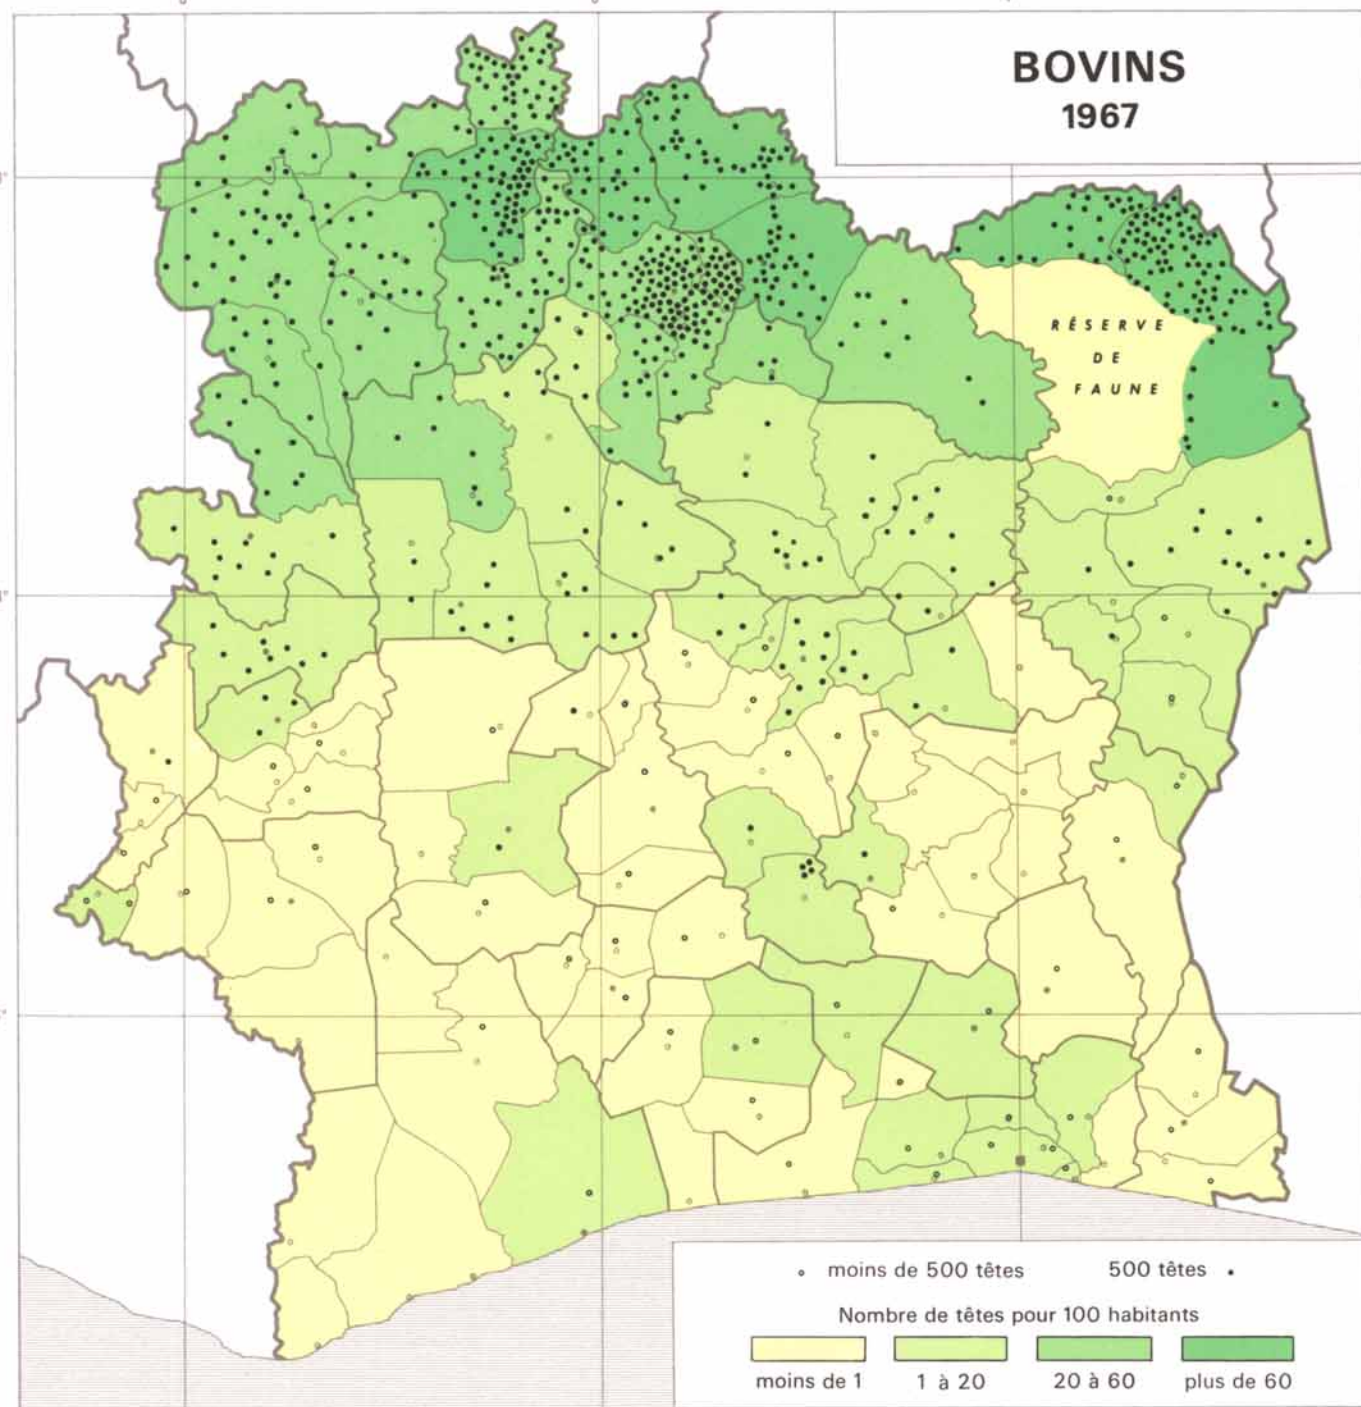 BOVINS
1967
RÉSERVE
DE
FAUNE
moins de 500 têtes 500 têtes
Nombre de têtes pour 100 habitants
moins de 1 1 à 20 20 à 60 plus de 60